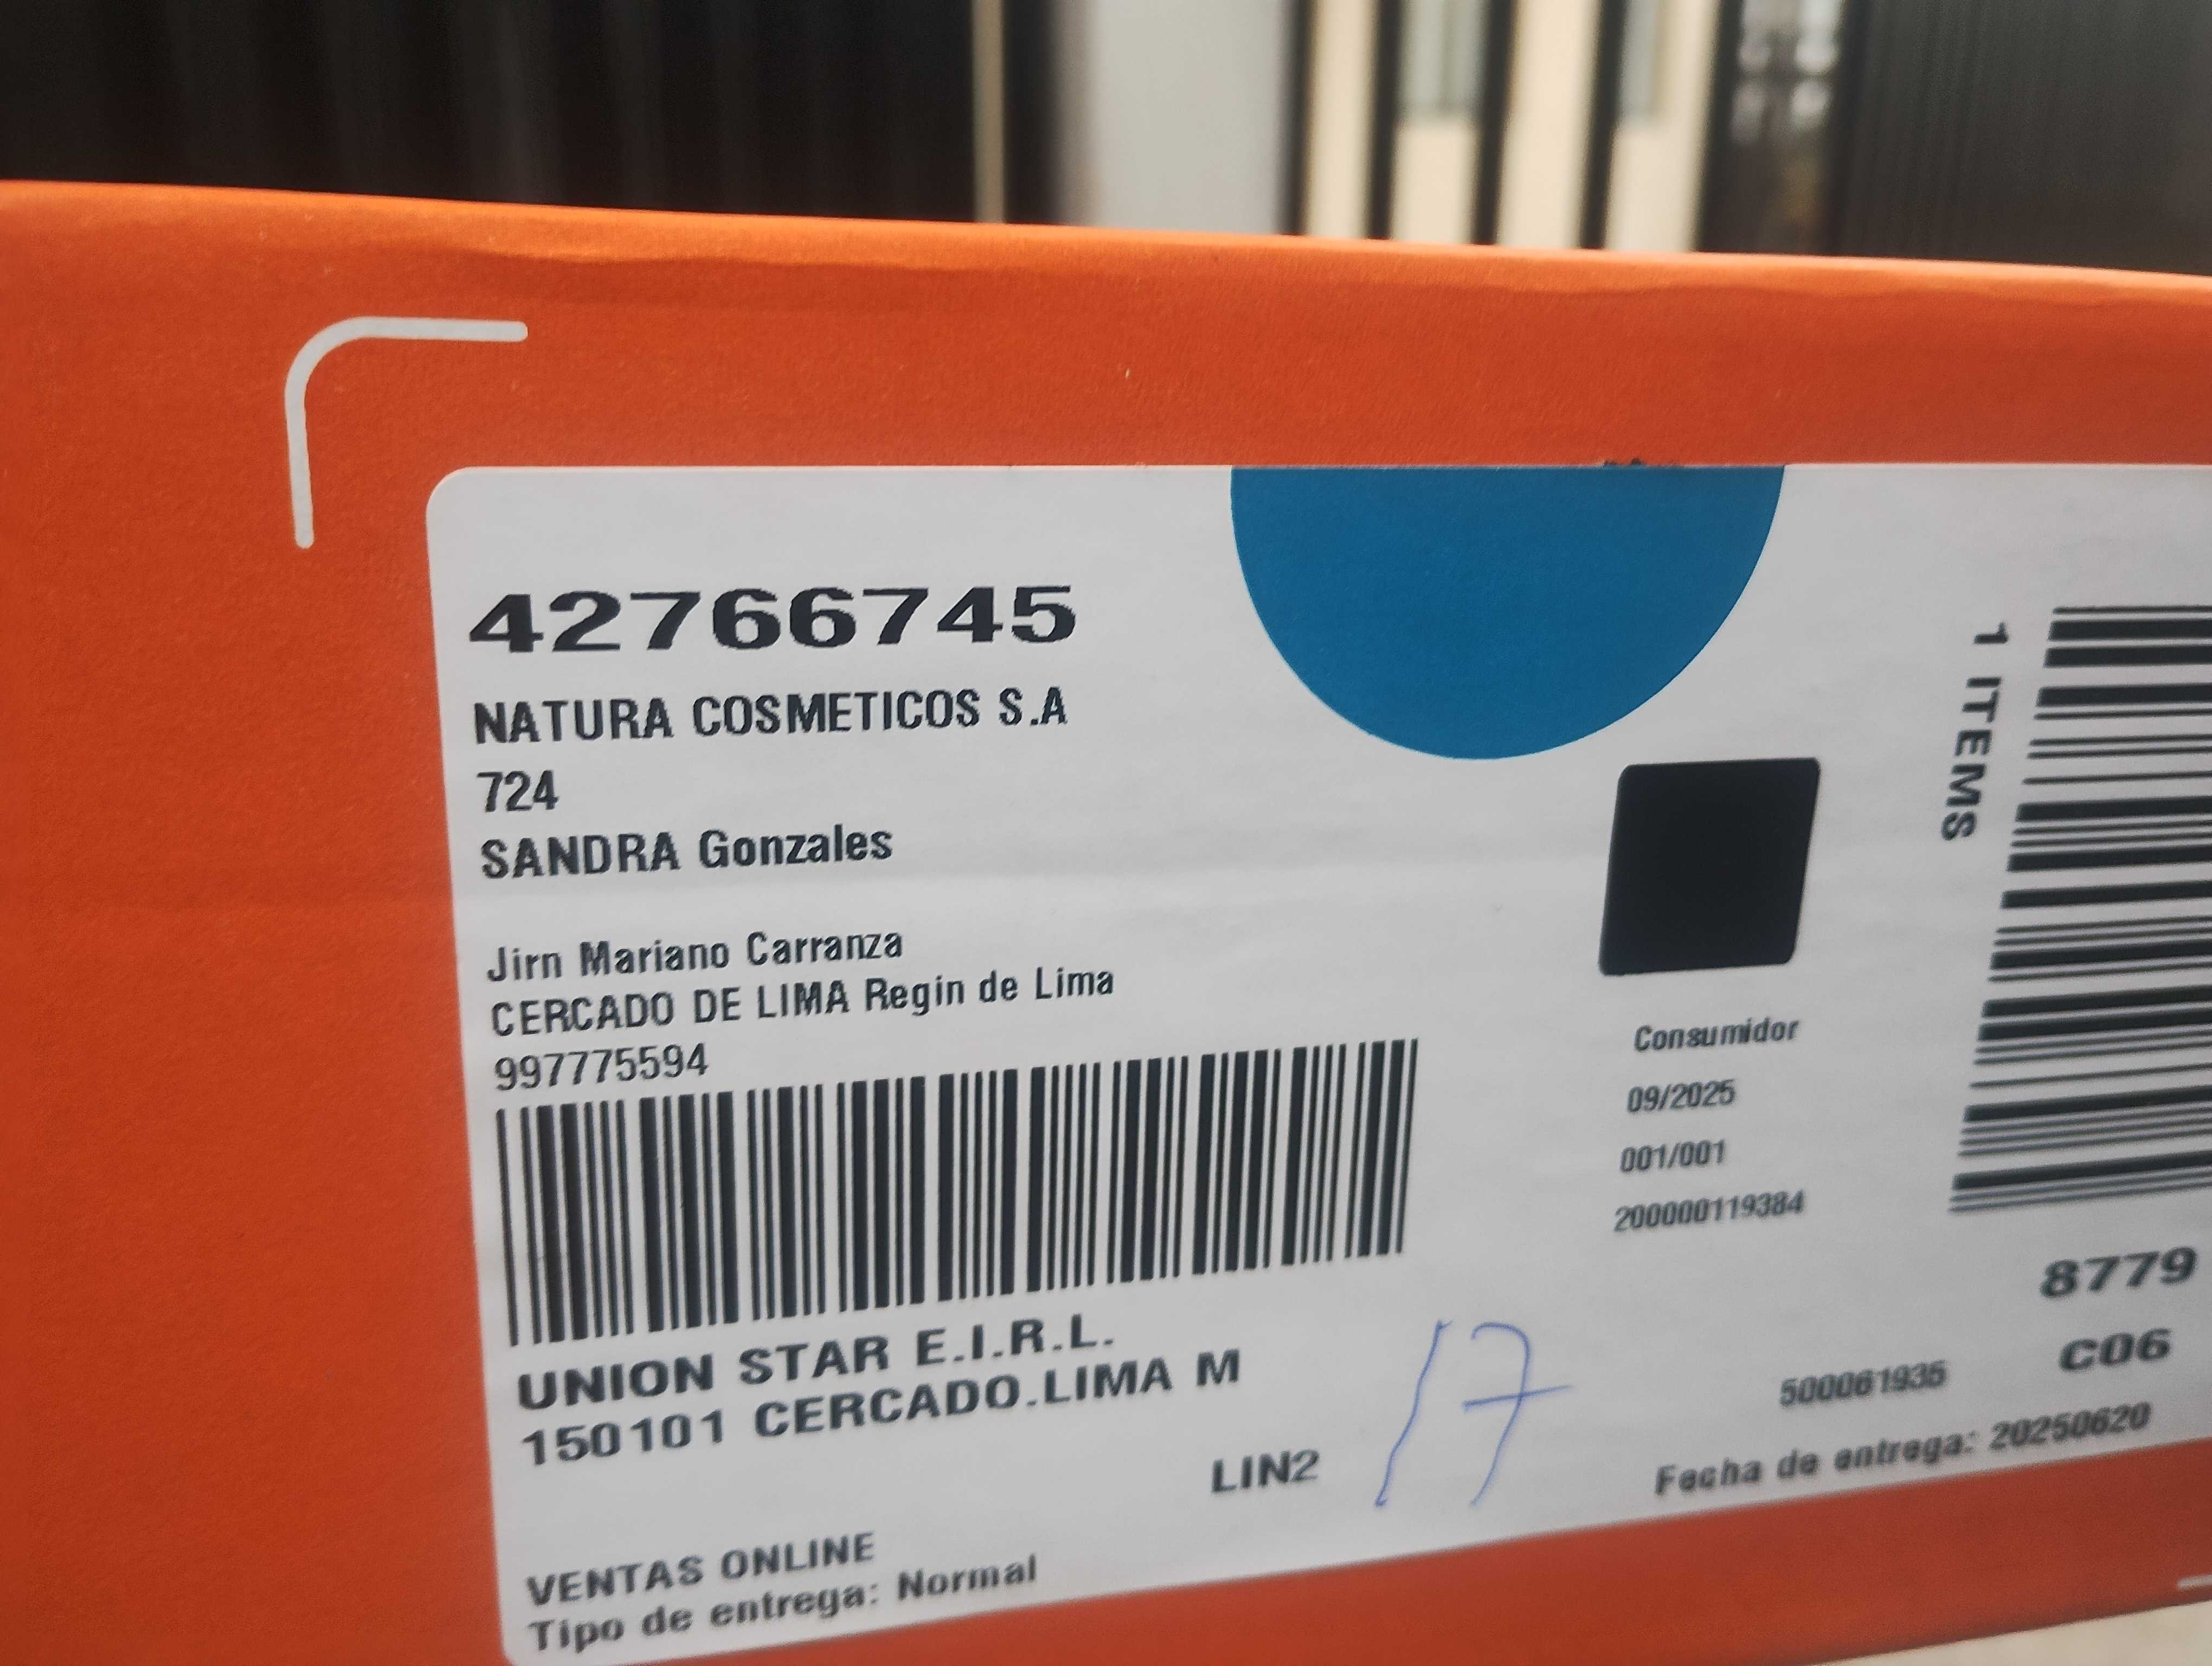 42766745
NATURA COSMETICOS S.A
724
SANDRA Gonzales
Jirn Mariano Carranza
CERCADO DE LIMA Regin de Lima
997775594
UNION STAR E.I.R.L.
150101 CERCADO.LIMA M
LIN2
17
VENTAS ONLINE
Tipo de entrega: Normal
Consumidor
09/2025
001/001
200000119384
1 ITEMS
8779
C06
500061935
Fecha de entrega: 20250620